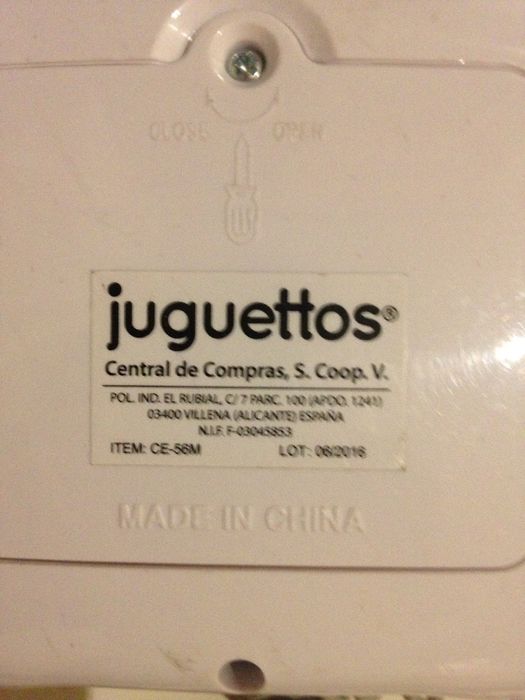 CLOSE OPEN
juguettos®
Central de Compras, S. Coop. V.
POL. IND. EL RUBIAL, C/ 7 PARC. 100 (APDO. 1241)
03400 VILLENA (ALICANTE) ESPAÑA
N.I.F. F-03045853
ITEM: CE-56M LOT: 06/2016
MADE IN CHINA